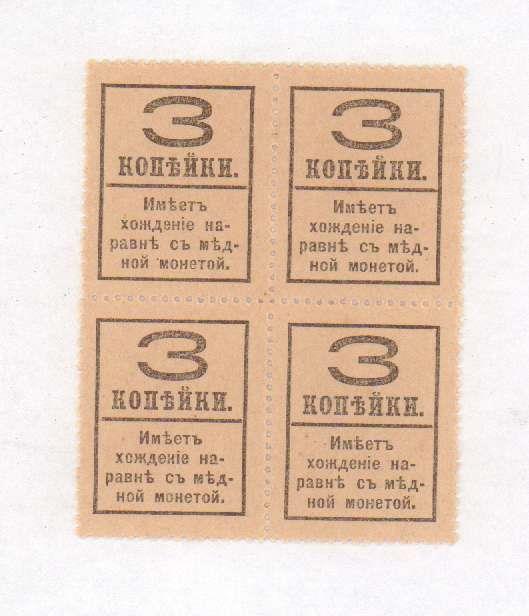 3
КОПѢЙКИ.
Имѣетъ
хожденіе на-
равнѣ съ мѣд-
ной монетой.
3
КОПѢЙКИ.
Имѣетъ
хожденіе на-
равнѣ съ мѣд-
ной монетой.
3
КОПѢЙКИ.
Имѣетъ
хожденіе на-
равнѣ съ мѣд-
ной монетой.
3
КОПѢЙКИ.
Имѣетъ
хожденіе на-
равнѣ съ мѣд-
ной монетой.